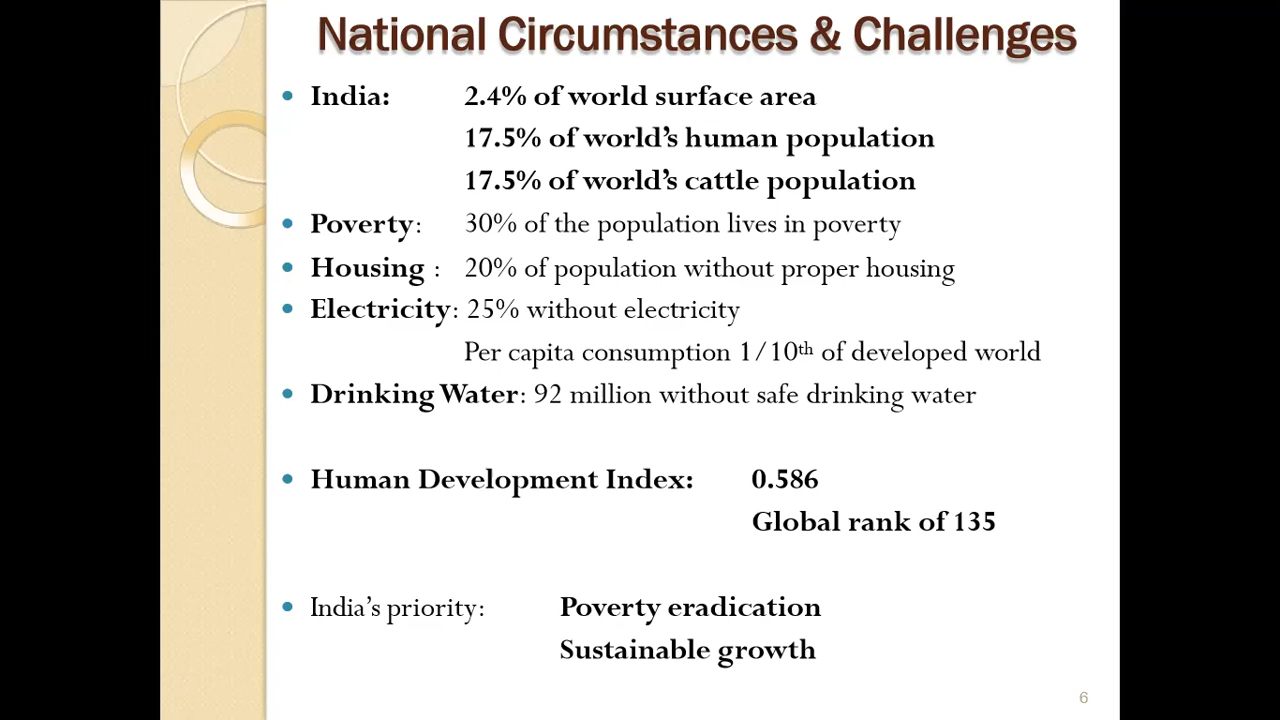 National Circumstances & Challenges
• India: 2.4% of world surface area
17.5% of world’s human population
17.5% of world’s cattle population
• Poverty: 30% of the population lives in poverty
• Housing : 20% of population without proper housing
• Electricity: 25% without electricity
Per capita consumption 1/10th of developed world
• Drinking Water: 92 million without safe drinking water
• Human Development Index: 0.586
Global rank of 135
• India’s priority: Poverty eradication
Sustainable growth
6